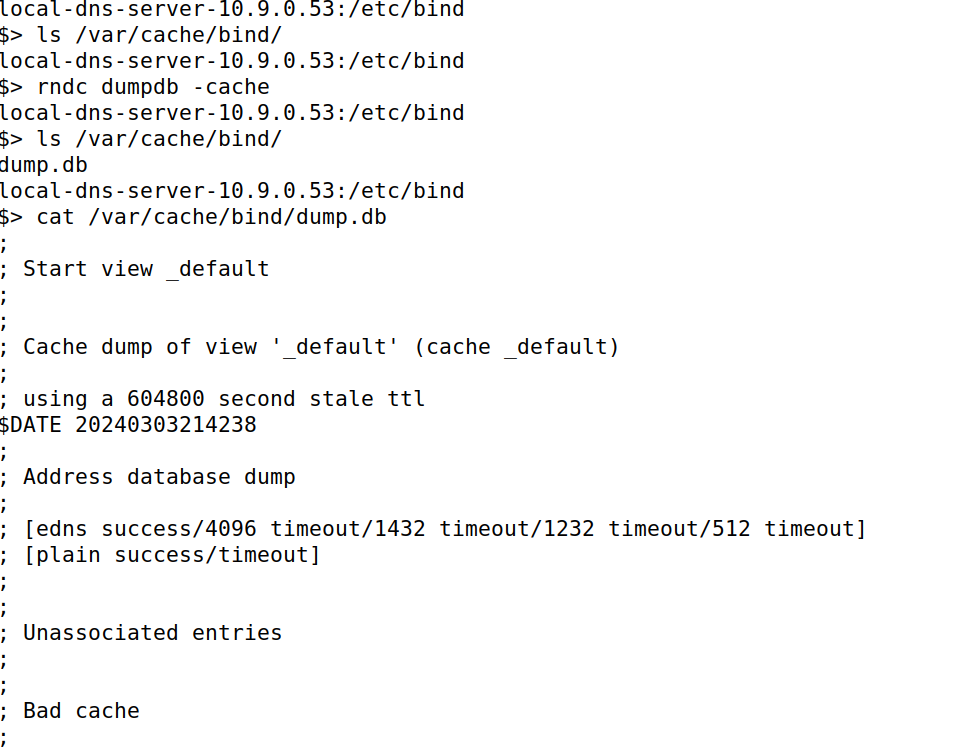 local-dns-server-10.9.0.53:/etc/bind
$> ls /var/cache/bind/
local-dns-server-10.9.0.53:/etc/bind
$> rndc dumpdb -cache
local-dns-server-10.9.0.53:/etc/bind
$> ls /var/cache/bind/
dump.db
local-dns-server-10.9.0.53:/etc/bind
$> cat /var/cache/bind/dump.db
;
; Start view _default
;
;
; Cache dump of view '_default' (cache _default)
;
; using a 604800 second stale ttl
$DATE 20240303214238
;
; Address database dump
;
; [edns success/4096 timeout/1432 timeout/1232 timeout/512 timeout]
; [plain success/timeout]
;
;
; Unassociated entries
;
;
; Bad cache
;